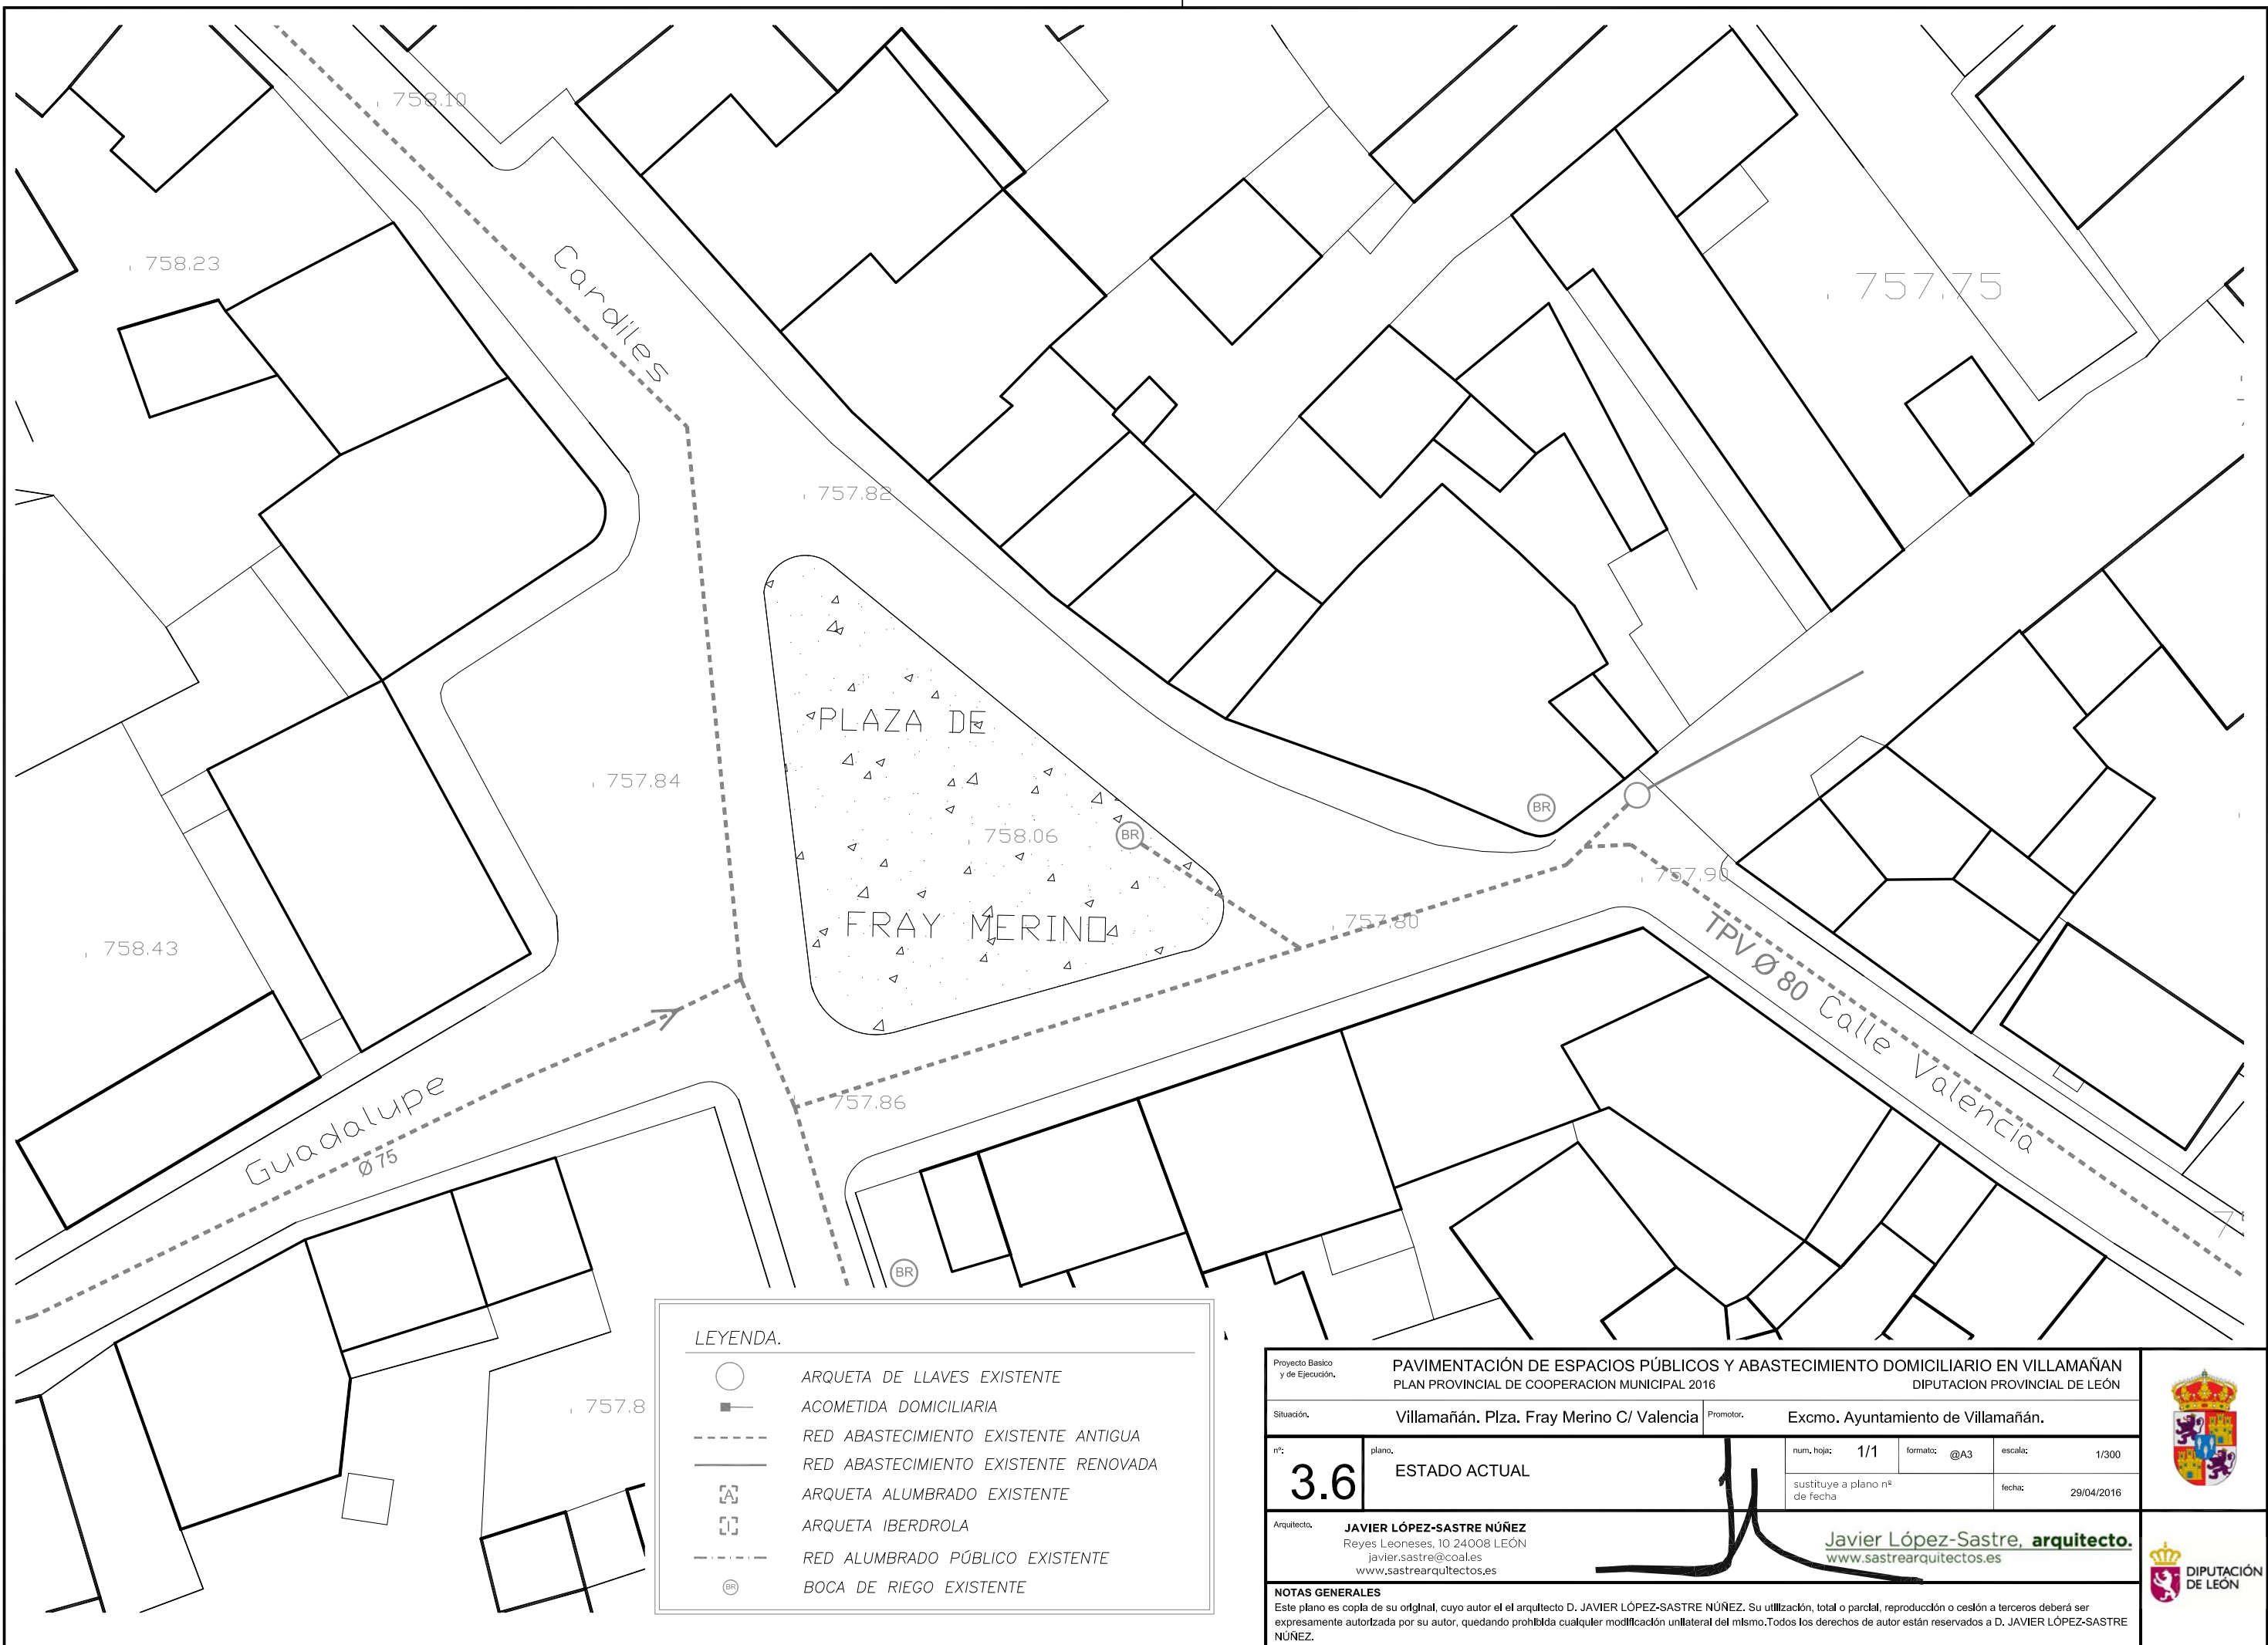 758.10
758.23
Cardiles
757.75
757.82
PLAZA DE
757.84
758.06
BR
BR
757.90
FRAY MERINO
757.80
758.43
TPV Ø 80
Calle Valencia
757.86
Guadalupe
Ø 75
BR
757.8
LEYENDA.
ARQUETA DE LLAVES EXISTENTE
ACOMETIDA DOMICILIARIA
RED ABASTECIMIENTO EXISTENTE ANTIGUA
RED ABASTECIMIENTO EXISTENTE RENOVADA
A ARQUETA ALUMBRADO EXISTENTE
I ARQUETA IBERDROLA
RED ALUMBRADO PÚBLICO EXISTENTE
BR BOCA DE RIEGO EXISTENTE
Proyecto Basico
y de Ejecución.
PAVIMENTACIÓN DE ESPACIOS PÚBLICOS Y ABASTECIMIENTO DOMICILIARIO EN VILLAMAÑAN
PLAN PROVINCIAL DE COOPERACION MUNICIPAL 2016 DIPUTACION PROVINCIAL DE LEÓN
Situación. Villamañán. Plza. Fray Merino C/ Valencia Promotor. Excmo. Ayuntamiento de Villamañán.
nº: 3.6
plano. ESTADO ACTUAL
num. hoja: 1/1 formato: @A3 escala: 1/300
sustituye a plano nº
de fecha
fecha: 29/04/2016
Arquitecto. JAVIER LÓPEZ-SASTRE NÚÑEZ
Reyes Leoneses, 10 24008 LEÓN
javier.sastre@coal.es
www.sastrearquitectos.es
Javier López-Sastre, arquitecto.
www.sastrearquitectos.es
DIPUTACIÓN
DE LEÓN
NOTAS GENERALES
Este plano es copia de su original, cuyo autor el el arquitecto D. JAVIER LÓPEZ-SASTRE NÚÑEZ. Su utilización, total o parcial, reproducción o cesión a terceros deberá ser
expresamente autorizada por su autor, quedando prohibida cualquier modificación unilateral del mismo.Todos los derechos de autor están reservados a D. JAVIER LÓPEZ-SASTRE
NÚÑEZ.